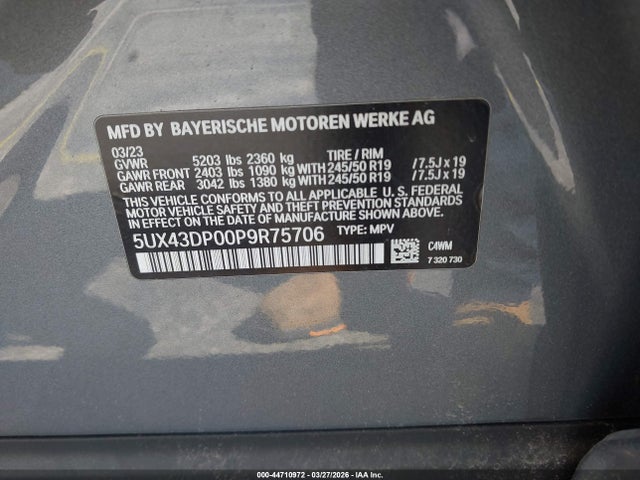 MFD BY BAYERISCHE MOTOREN WERKE AG
03/23
GVWR 5203 lbs 2360 kg TIRE / RIM
GAWR FRONT 2403 lbs 1090 kg WITH 245/50 R19 /7.5J x 19
GAWR REAR 3042 lbs 1380 kg WITH 245/50 R19 /7.5J x 19
THIS VEHICLE CONFORMS TO ALL APPLICABLE U. S. FEDERAL
MOTOR VEHICLE SAFETY STANDARDS IN EFFECT ON THE
DATE OF MANUFACTURE SHOWN ABOVE.
5UX43DP00P9R75706 TYPE: MPV
C4WM
7 320 730
000-44710972 | 03/27/2026 | IAA Inc.